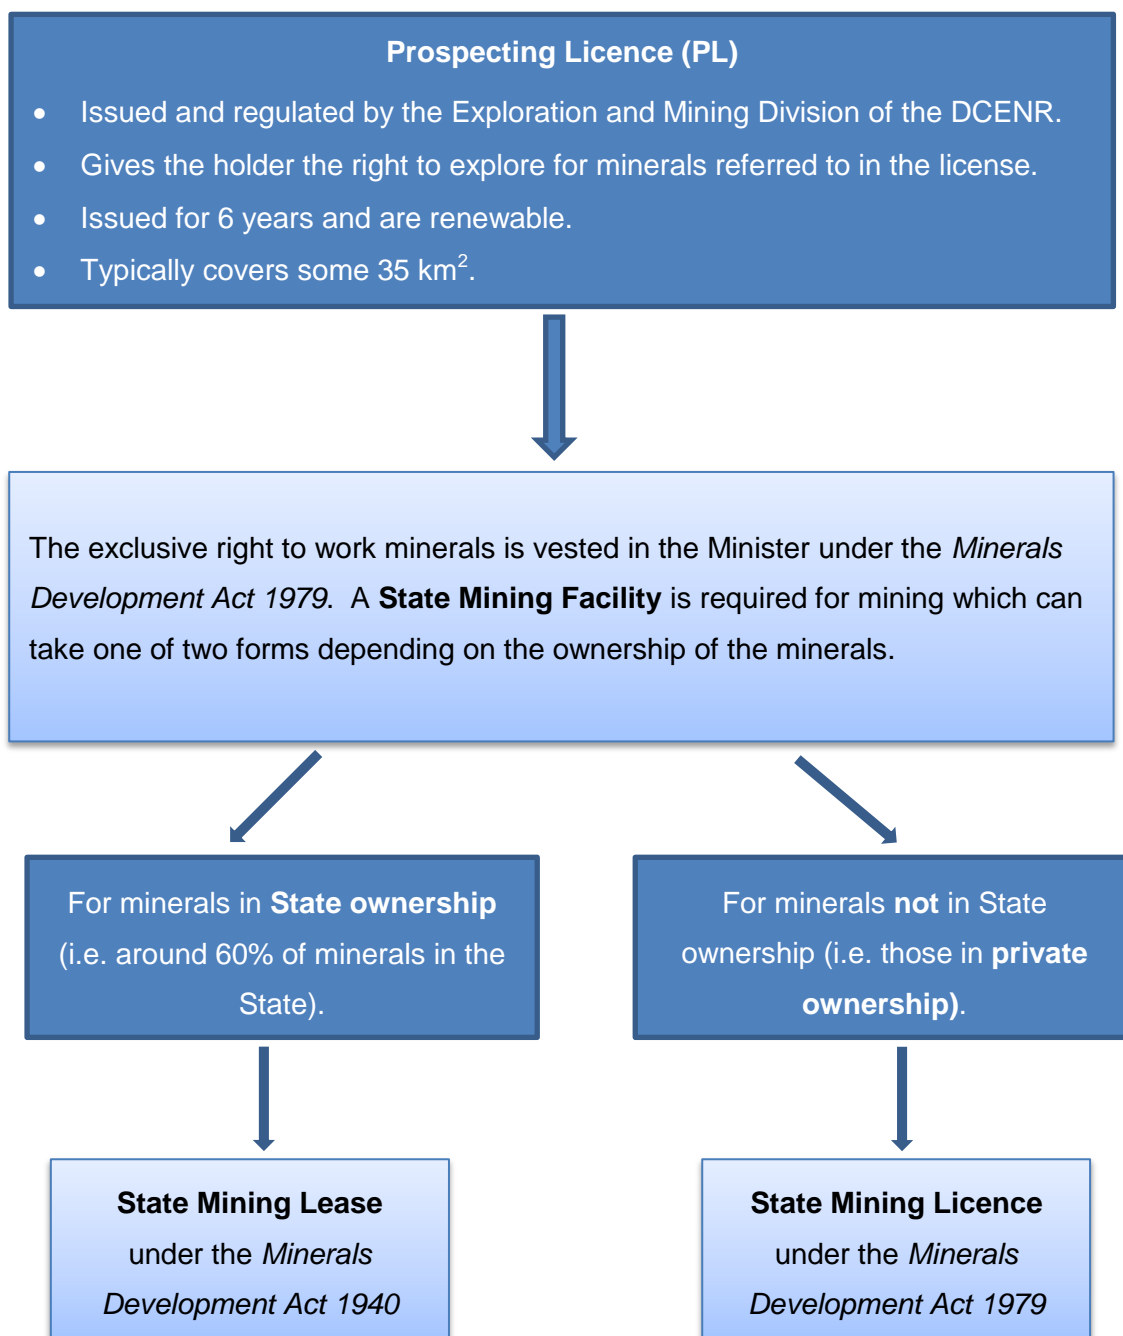 Prospecting Licence (PL)
• Issued and regulated by the Exploration and Mining Division of the DCENR.
• Gives the holder the right to explore for minerals referred to in the license.
• Issued for 6 years and are renewable.
• Typically covers some 35 km².
The exclusive right to work minerals is vested in the Minister under the Minerals
Development Act 1979. A State Mining Facility is required for mining which can
take one of two forms depending on the ownership of the minerals.
For minerals in State ownership
(i.e. around 60% of minerals in the
State).
For minerals not in State
ownership (i.e. those in private
ownership).
State Mining Lease
under the Minerals
Development Act 1940
State Mining Licence
under the Minerals
Development Act 1979